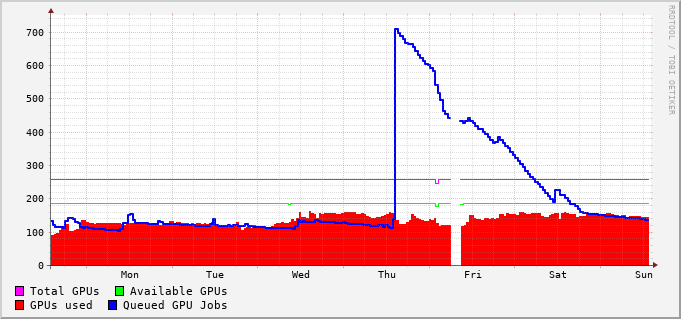 RRDTOOL / TOBI OETIKER
700
600
500
400
300
200
100
0
Mon Tue Wed Thu Fri Sat Sun
Total GPUs Available GPUs
GPUs used Queued GPU Jobs